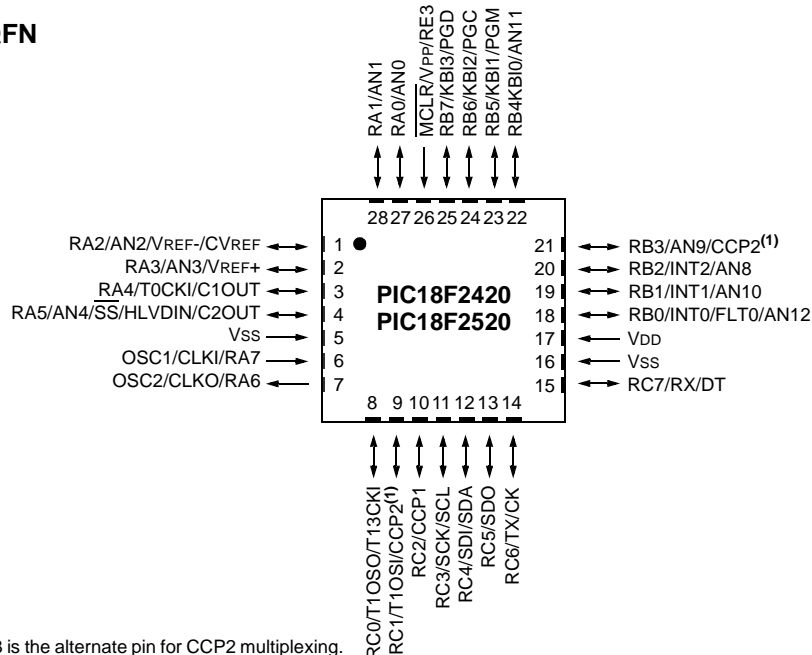 RA1/AN1
RA0/AN0
MCLR/VPP/RE3
RB7/KBI3/PGD
RB6/KBI2/PGC
RB5/KBI1/PGM
RB4KBI0/AN11
28 27 26 25 24 23 22
RA2/AN2/VREF-/CVREF 1
RA3/AN3/VREF+ 2
RA4/T0CKI/C1OUT 3
RA5/AN4/SS/HLVDIN/C2OUT 4
VSS 5
OSC1/CLKI/RA7 6
OSC2/CLKO/RA6 7
PIC18F2420
PIC18F2520
21 RB3/AN9/CCP2(1)
20 RB2/INT2/AN8
19 RB1/INT1/AN10
18 RB0/INT0/FLT0/AN12
17 VDD
16 VSS
15 RC7/RX/DT
8 9 10 11 12 13 14
RC0/T1OSO/T13CKI
RC1/T1OSI/CCP2(1)
RC2/CCP1
RC3/SCK/SCL
RC4/SDI/SDA
RC5/SDO
RC6/TX/CK
is the alternate pin for CCP2 multiplexing.